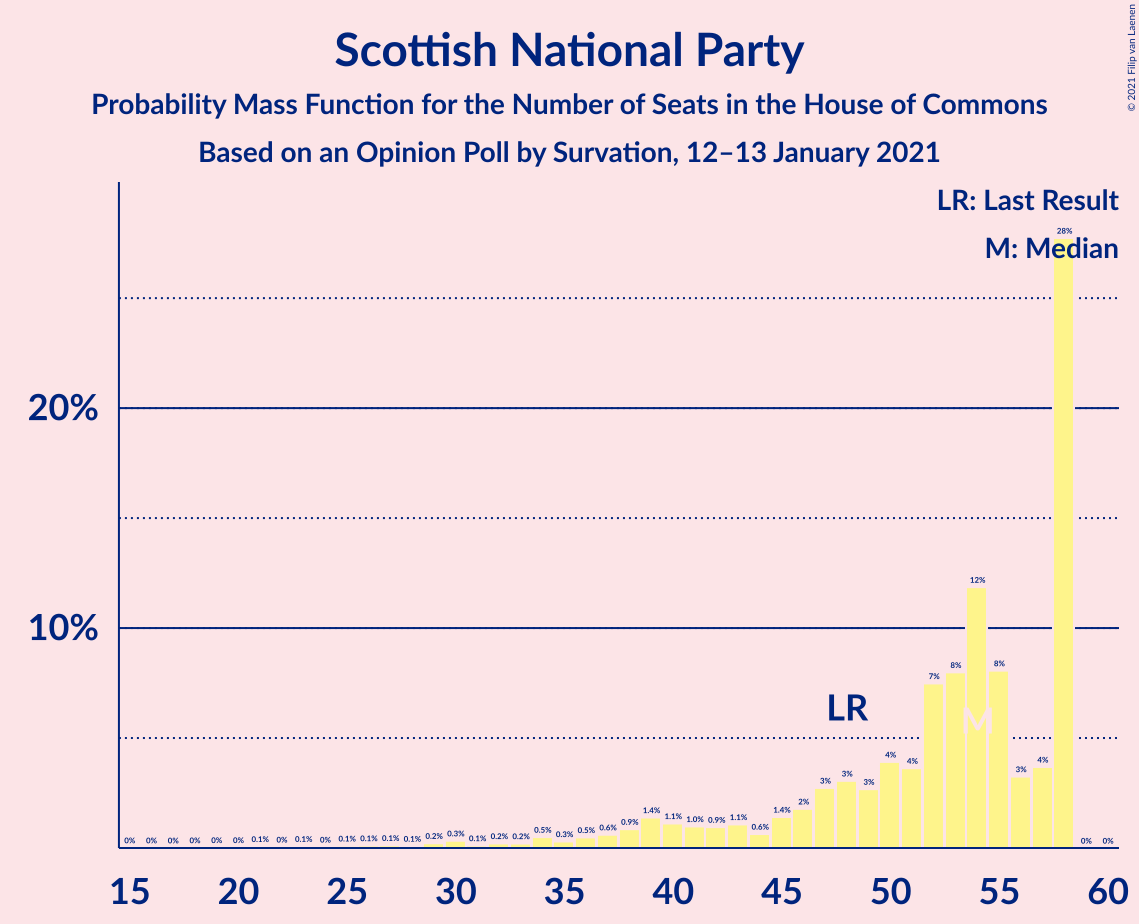 Scottish National Party
Probability Mass Function for the Number of Seats in the House of Commons
Based on an Opinion Poll by Survation, 12–13 January 2021
© 2021 Filip van Laenen
LR: Last Result
M: Median
28%
20%
12%
10%
8% 8%
7%
LR
M
4% 4% 4%
3% 3% 3% 3%
0% 0% 0% 0% 0% 0% 0.1% 0% 0.1% 0% 0.1% 0.1% 0.1% 0.1% 0.2% 0.3% 0.1% 0.2% 0.2% 0.5% 0.3% 0.5% 0.6% 0.9% 1.4% 1.1% 1.0% 0.9% 1.1% 0.6% 1.4% 2% 0% 0%
15 20 25 30 35 40 45 50 55 60